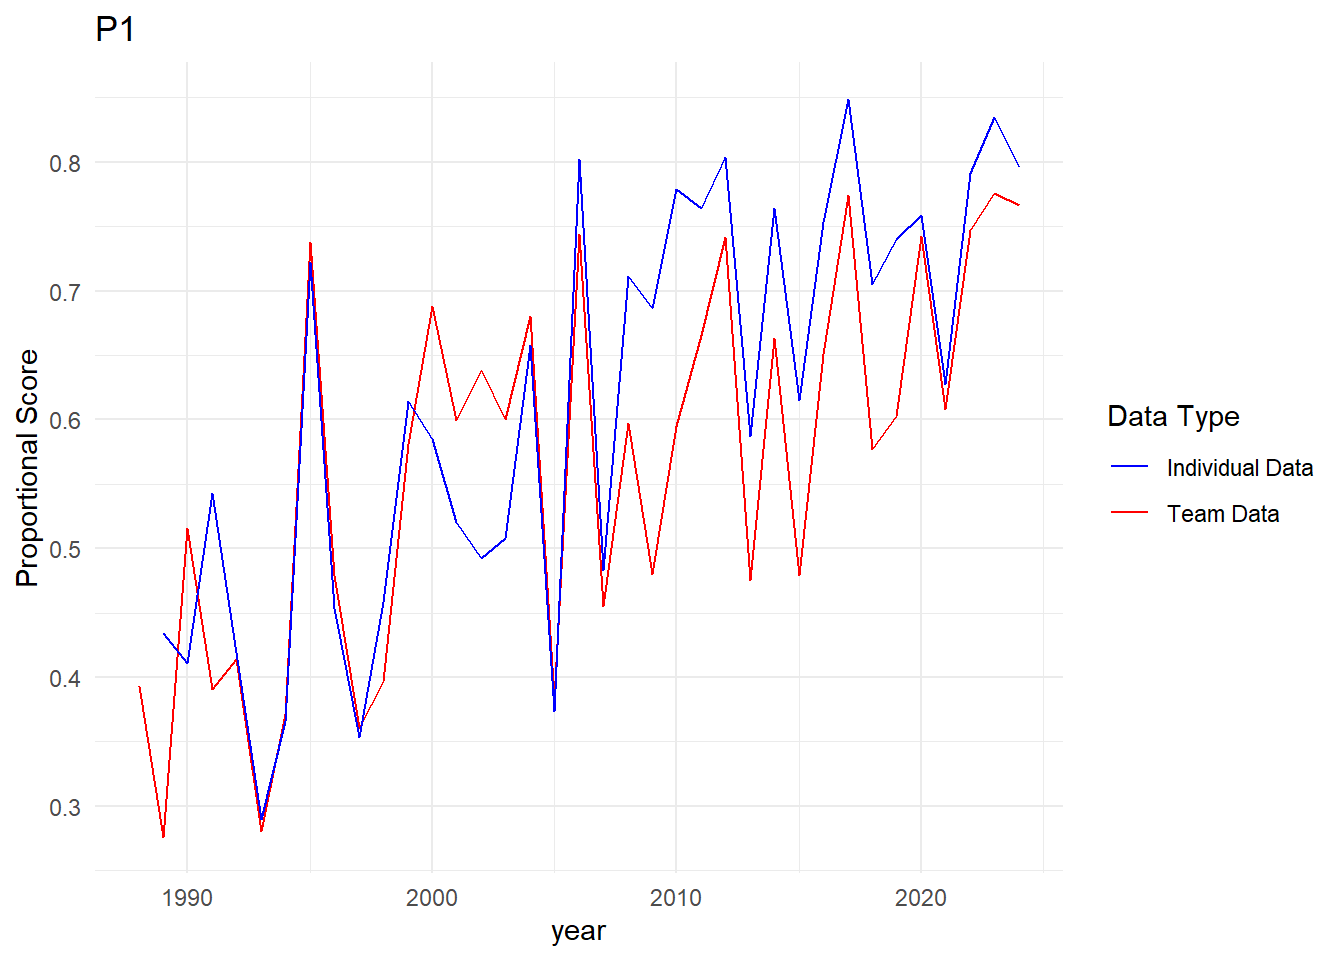 P1
Proportional Score
0.8
0.7
0.6
0.5
0.4
0.3
1990 2000 2010 2020
year
Data Type
Individual Data
Team Data